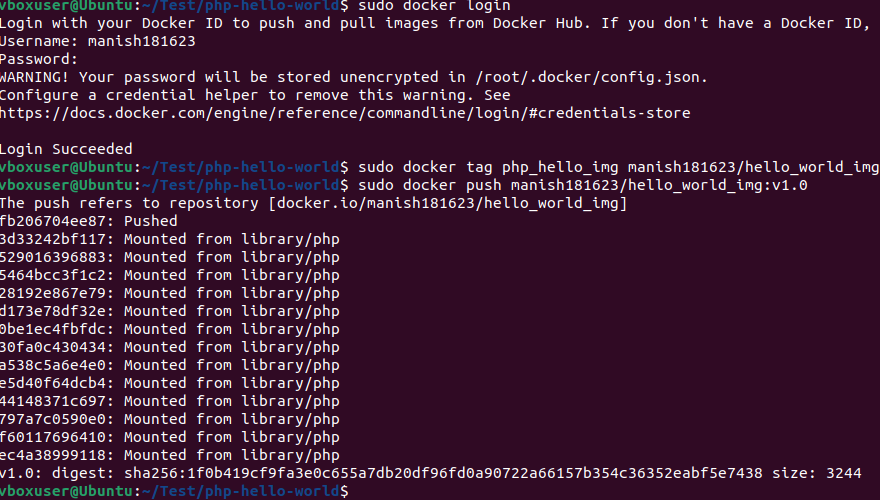 vboxuser@Ubuntu:~/Test/php-hello-world$ sudo docker login
Login with your Docker ID to push and pull images from Docker Hub. If you don't have a Docker ID,
Username: manish181623
Password:
WARNING! Your password will be stored unencrypted in /root/.docker/config.json.
Configure a credential helper to remove this warning. See
https://docs.docker.com/engine/reference/commandline/login/#credentials-store
Login Succeeded
vboxuser@Ubuntu:~/Test/php-hello-world$ sudo docker tag php_hello_img manish181623/hello_world_img
vboxuser@Ubuntu:~/Test/php-hello-world$ sudo docker push manish181623/hello_world_img:v1.0
The push refers to repository [docker.io/manish181623/hello_world_img]
fb206704ee87: Pushed
3d33242bf117: Mounted from library/php
529016396883: Mounted from library/php
5464bcc3f1c2: Mounted from library/php
28192e867e79: Mounted from library/php
d173e78df32e: Mounted from library/php
0be1ec4fbfdc: Mounted from library/php
30fa0c430434: Mounted from library/php
a538c5a6e4e0: Mounted from library/php
e5d40f64dcb4: Mounted from library/php
44148371c697: Mounted from library/php
797a7c0590e0: Mounted from library/php
f60117696410: Mounted from library/php
ec4a38999118: Mounted from library/php
v1.0: digest: sha256:1f0b419cf9fa3e0c655a7db20df96fd0a90722a66157b354c36352eabf5e7438 size: 3244
vboxuser@Ubuntu:~/Test/php-hello-world$